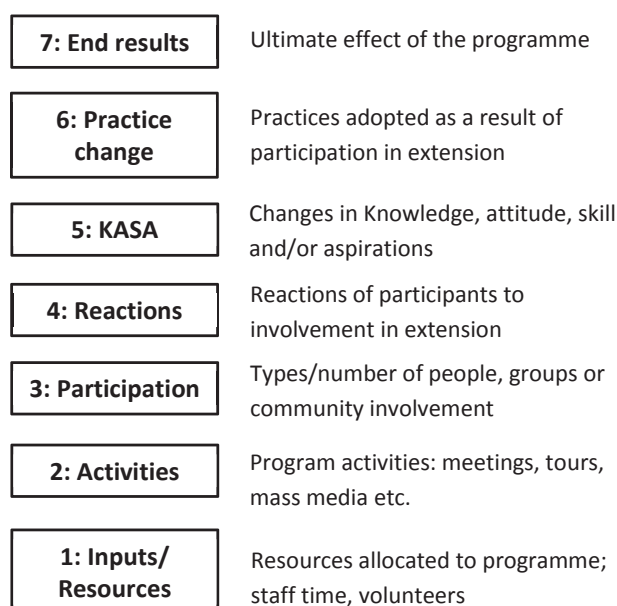 7: End results
Ultimate effect of the programme
6: Practice
change
Practices adopted as a result of
participation in extension
5: KASA
Changes in Knowledge, attitude, skill
and/or aspirations
4: Reactions
Reactions of participants to
involvement in extension
3: Participation
Types/number of people, groups or
community involvement
2: Activities
Program activities: meetings, tours,
mass media etc.
1: Inputs/
Resources
Resources allocated to programme;
staff time, volunteers